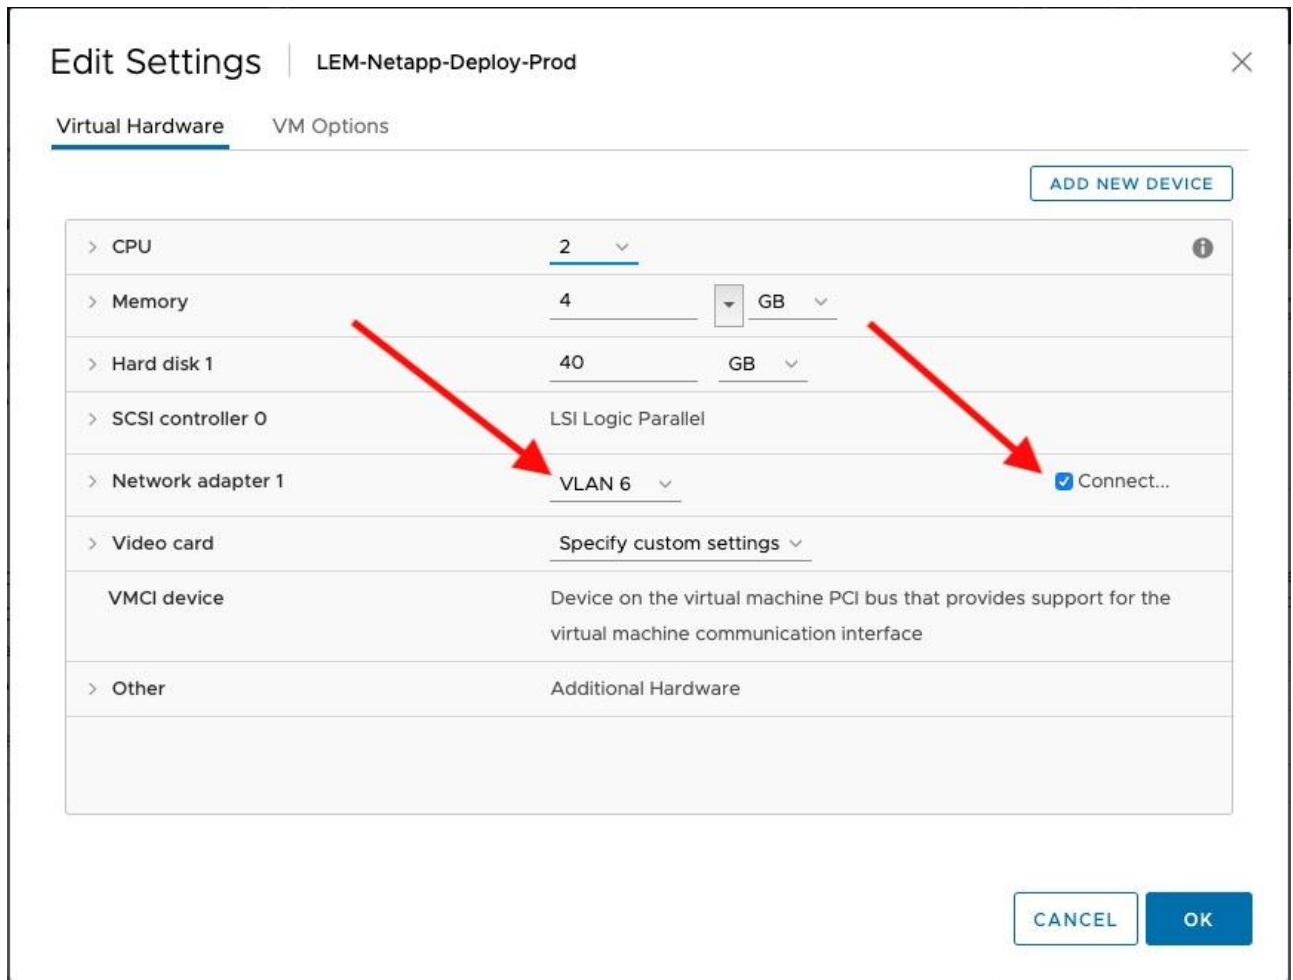 Edit Settings LEM-Netapp-Deploy-Prod
Virtual Hardware VM Options
ADD NEW DEVICE
CPU 2
Memory 4 GB
Hard disk 1 40 GB
SCSI controller 0 LSI Logic Parallel
Network adapter 1 VLAN 6 Connect...
Video card Specify custom settings
VMCI device Device on the virtual machine PCI bus that provides support for the
virtual machine communication interface
Other Additional Hardware
CANCEL OK